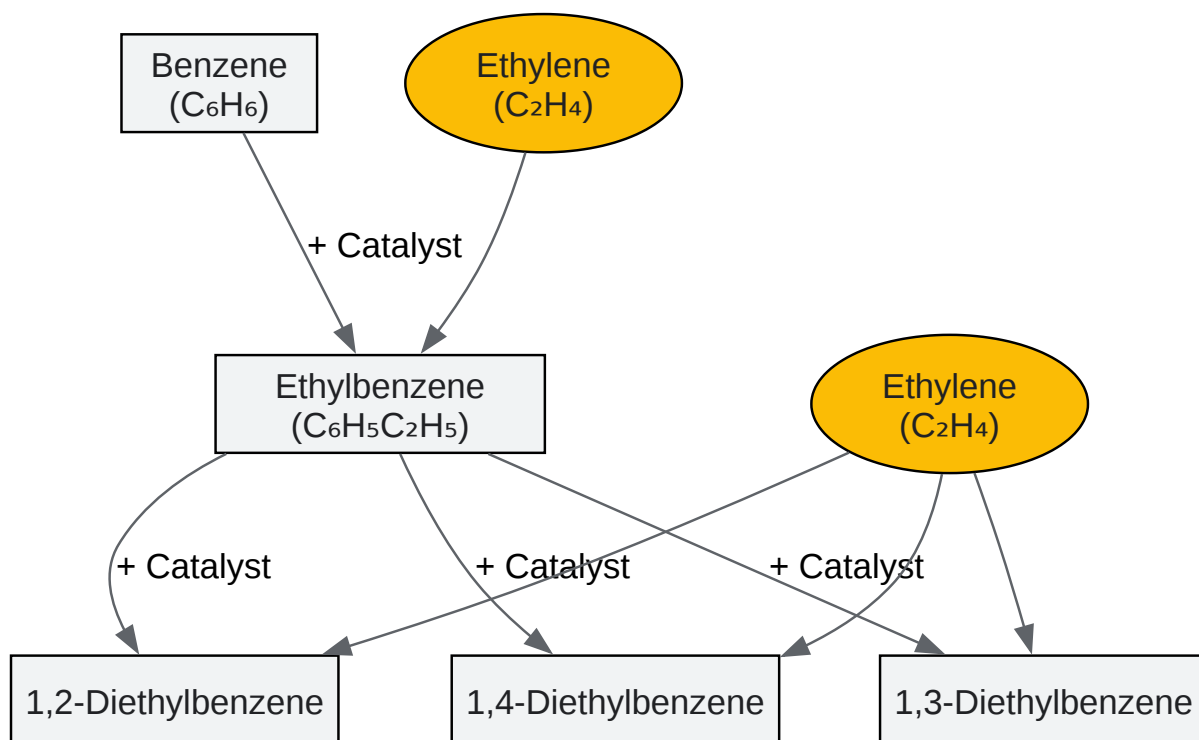 Benzene
(C₆H₆)
Ethylene
(C₂H₄)
+ Catalyst
Ethylbenzene
(C₆H₅C₂H₅)
Ethylene
(C₂H₄)
+ Catalyst
+ Catalyst
+ Catalyst
1,2-Diethylbenzene
1,4-Diethylbenzene
1,3-Diethylbenzene